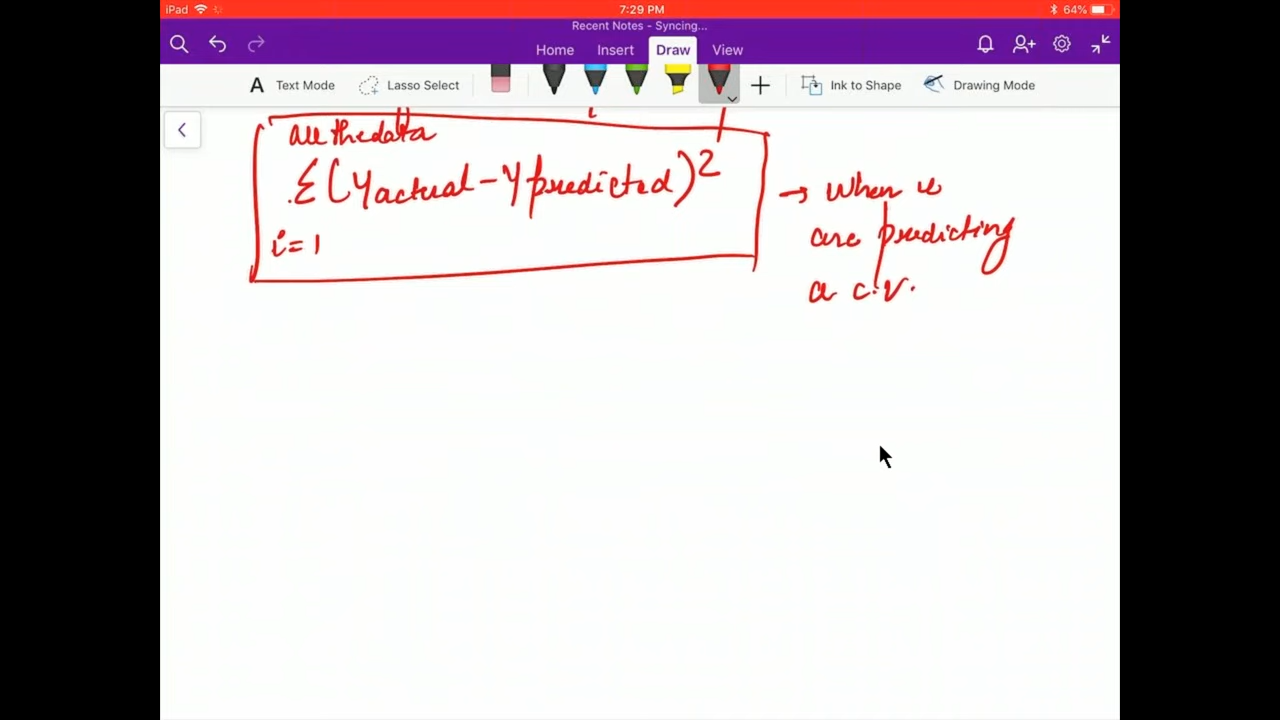 iPad 7:29 PM 64%
Recent Notes - Syncing...
Home Insert Draw View
A Text Mode Lasso Select Ink to Shape Drawing Mode
all the data
Σ(Yactual-Ypredicted)2
i=1
→ When we
are predicting
a c.v.